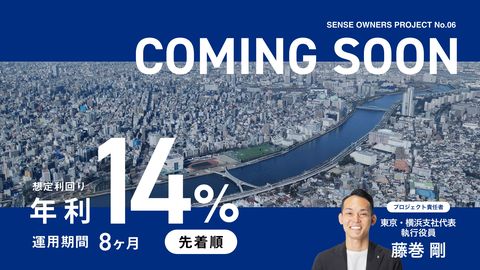 SENSE OWNERS PROJECT No.06
COMING SOON
想定利回り
年利14%
運用期間 8ヶ月
先着順
プロジェクト責任者
東京・横浜支社代表
執行役員
藤巻 剛